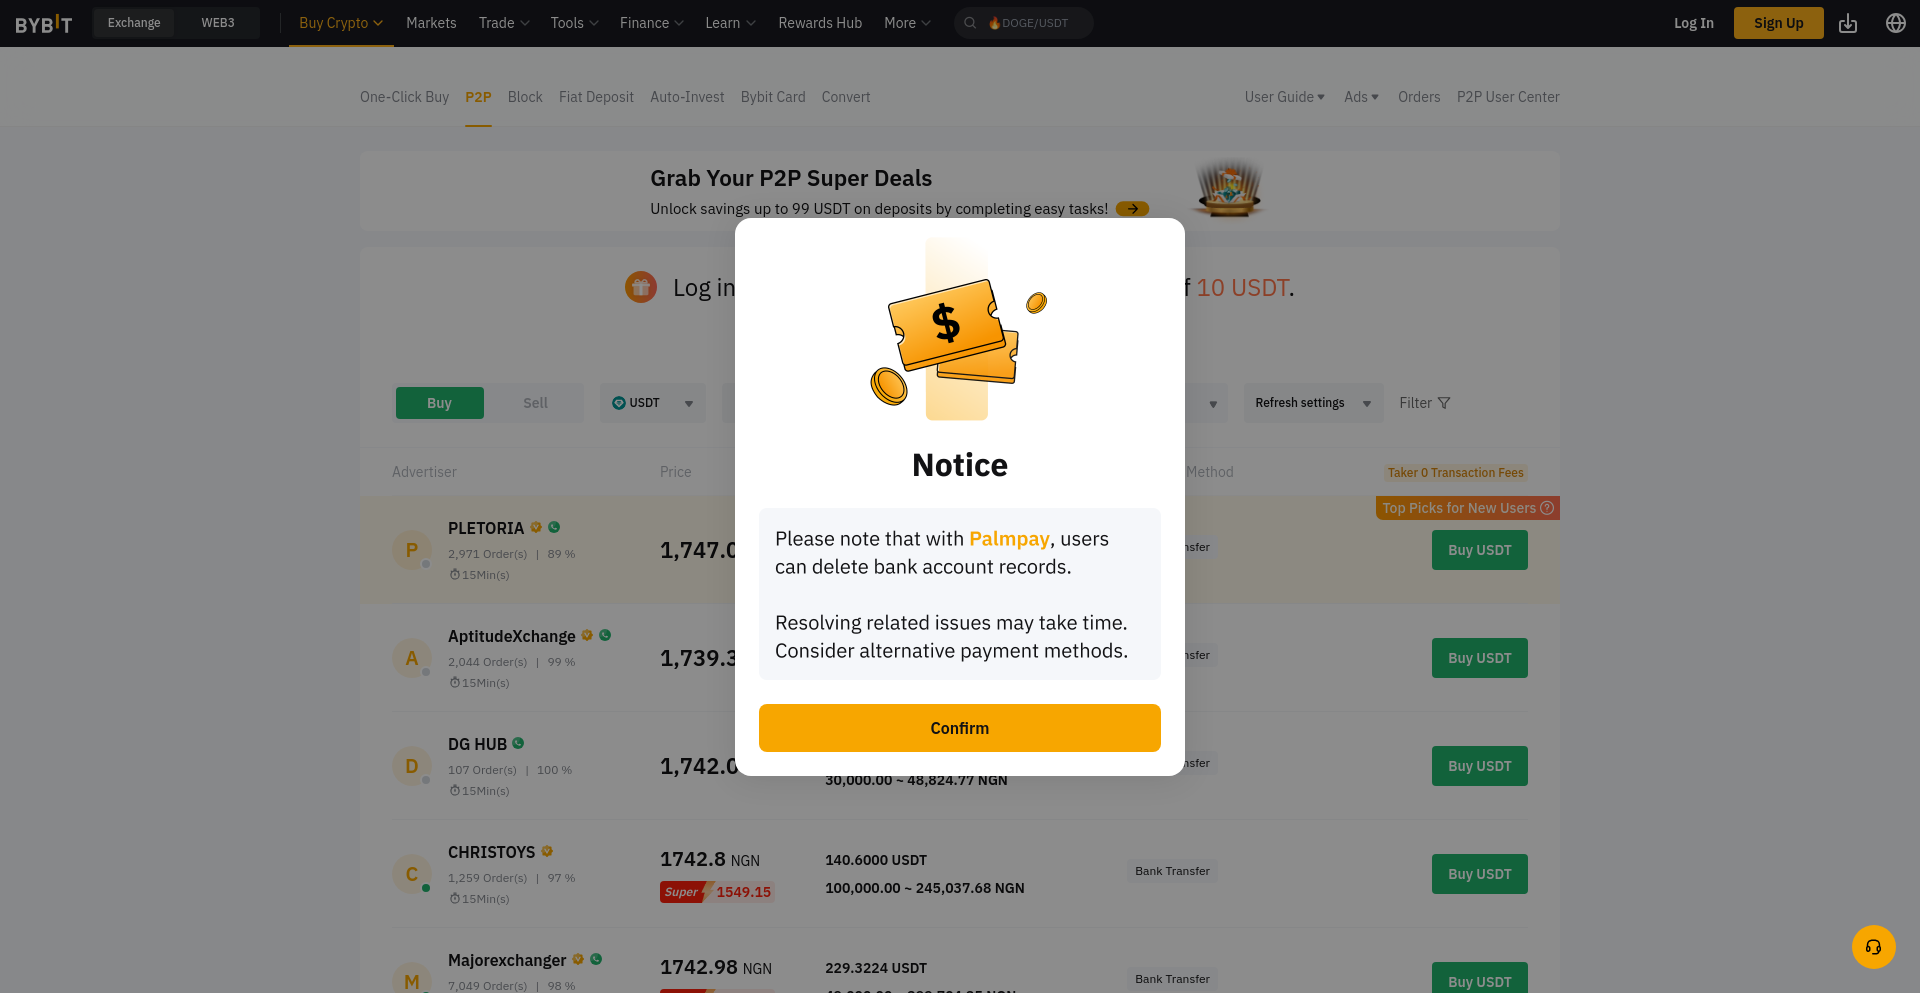 BYBIT Exchange WEB3 Buy Crypto Markets Trade Tools Finance Learn Rewards Hub More DOGE/USDT Log In Sign Up
One-Click Buy P2P Block Fiat Deposit Auto-Invest Bybit Card Convert User Guide Ads Orders P2P User Center
Grab Your P2P Super Deals
Unlock savings up to 99 USDT on deposits by completing easy tasks!
Log in 10 USDT.
$
Buy Sell USDT Refresh settings Filter
Notice
Advertiser Price Method Taker 0 Transaction Fees
Top Picks for New Users
Please note that with Palmpay, users
can delete bank account records.
Resolving related issues may take time.
Consider alternative payment methods.
Confirm
P PLETORIA
2,971 Order(s) | 89 %
15Min(s)
1,747.0
Buy USDT
A AptitudeXchange
2,044 Order(s) | 99 %
15Min(s)
1,739.3
Buy USDT
D DG HUB
107 Order(s) | 100 %
15Min(s)
1,742.0
30,000.00 ~ 48,824.77 NGN
Buy USDT
C CHRISTOYS
1,259 Order(s) | 97 %
15Min(s)
1742.8 NGN
Super 1549.15
140.6000 USDT
100,000.00 ~ 245,037.68 NGN
Bank Transfer
Buy USDT
M Majorexchanger
7,049 Order(s) | 98 %
1742.98 NGN
229.3224 USDT
Bank Transfer
Buy USDT